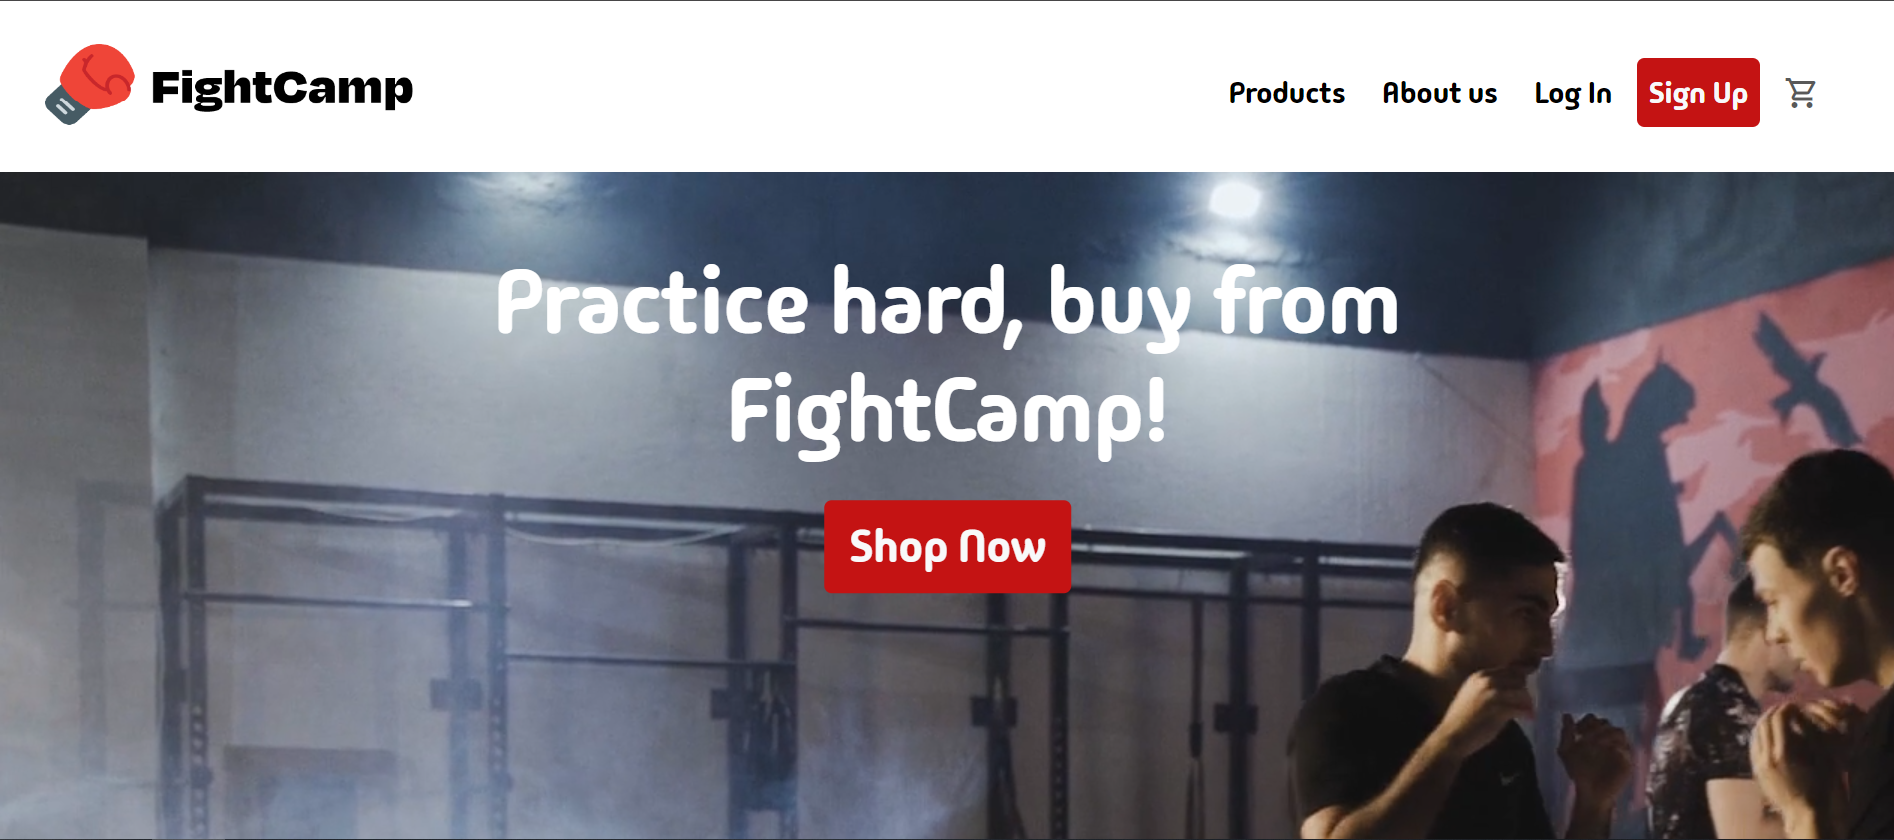 FightCamp
Products
About us
Log In
Sign Up
Practice hard, buy from
FightCamp!
Shop Now